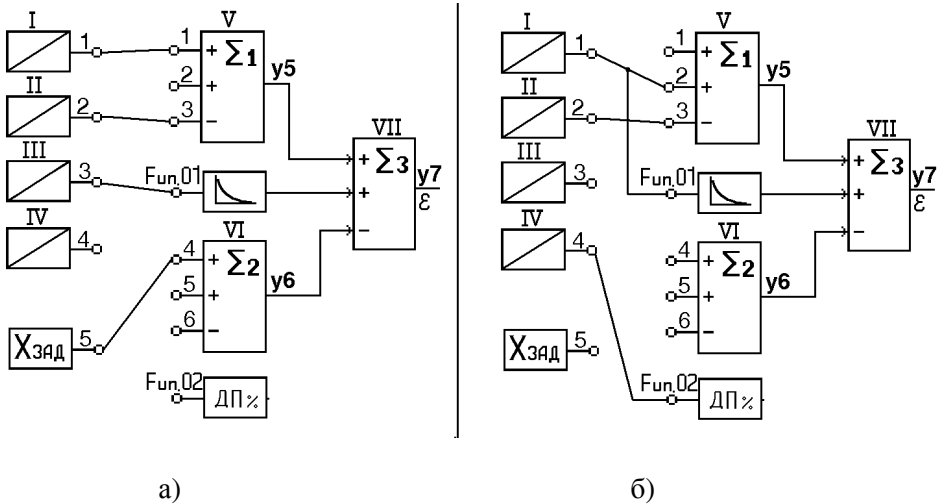 I
V
1
1
+
Σ1
II
2
+
y5
2
3
−
VII
III
+
Σ3
3
Fun.01
+
y7
ε
IV
VI
−
4
4
+
Σ2
5
+
y6
6
−
Xзад
5
Fun.02
ДП%
а)
I
V
1
1
+
Σ1
II
2
+
y5
2
3
−
VII
III
+
Σ3
3
Fun.01
+
y7
ε
IV
VI
−
4
4
+
Σ2
5
+
y6
6
−
Xзад
5
Fun.02
ДП%
б)